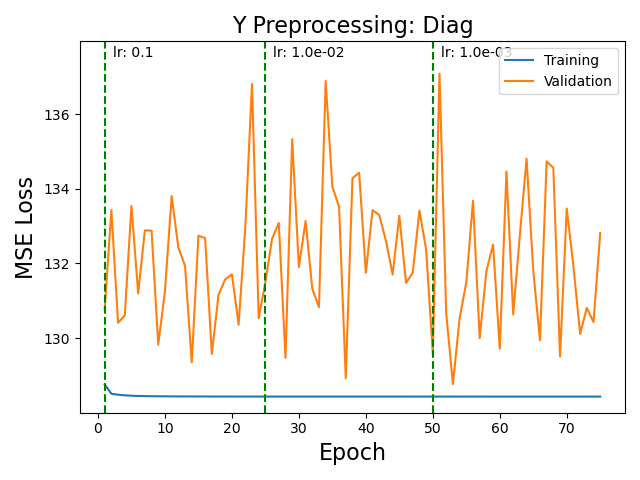 Y Preprocessing: Diag
lr: 0.1
lr: 1.0e-02
lr: 1.0e-03
Training
Validation
MSE Loss
136
134
132
130
0 10 20 30 40 50 60 70
Epoch